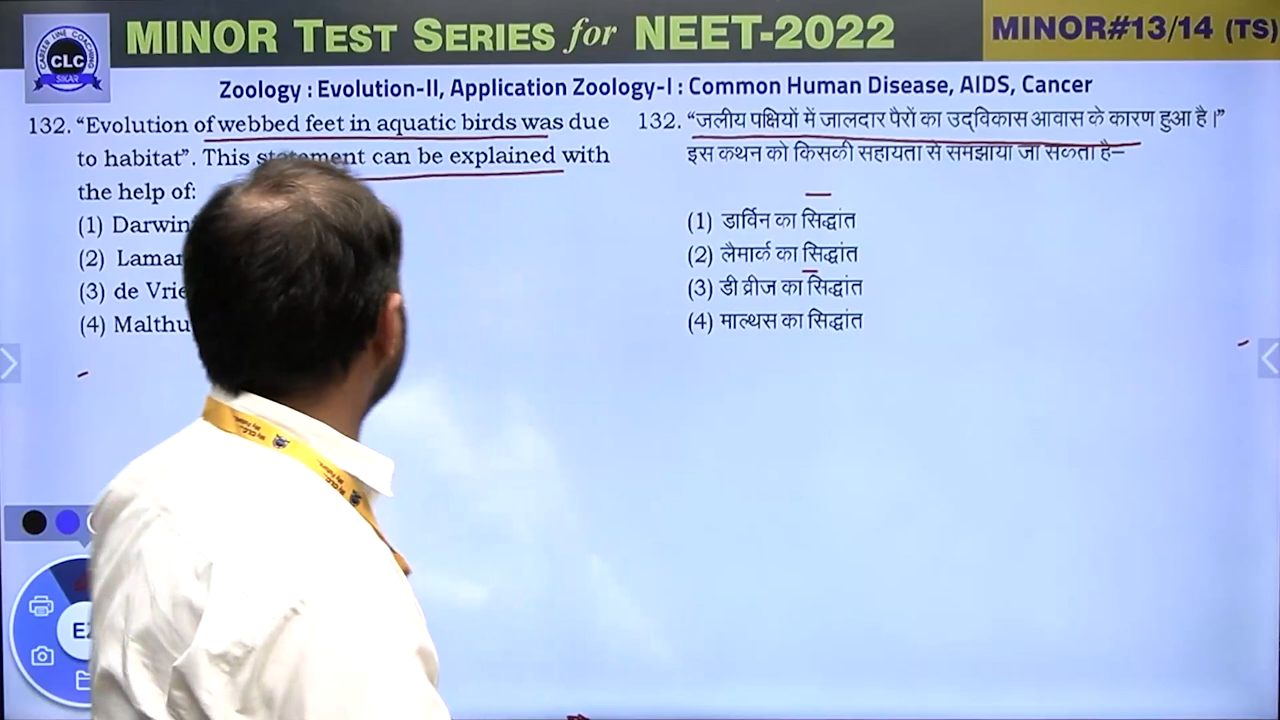 CAREER LINE COACHING
CLC
SIKAR
MINOR TEST SERIES for NEET-2022
MINOR#13/14 (TS)
Zoology : Evolution-II, Application Zoology-I : Common Human Disease, AIDS, Cancer
132. “Evolution of webbed feet in aquatic birds was due
to habitat”. This statement can be explained with
the help of:
(1) Darwin
(2) Lamar
(3) de Vrie
(4) Malthu
132. “जलीय पक्षियों में जालदार पैरों का उद्विकास आवास के कारण हुआ है।”
इस कथन को किसकी सहायता से समझाया जा सकता है–
(1) डार्विन का सिद्धांत
(2) लैमार्क का सिद्धांत
(3) डी व्रीज का सिद्धांत
(4) माल्थस का सिद्धांत